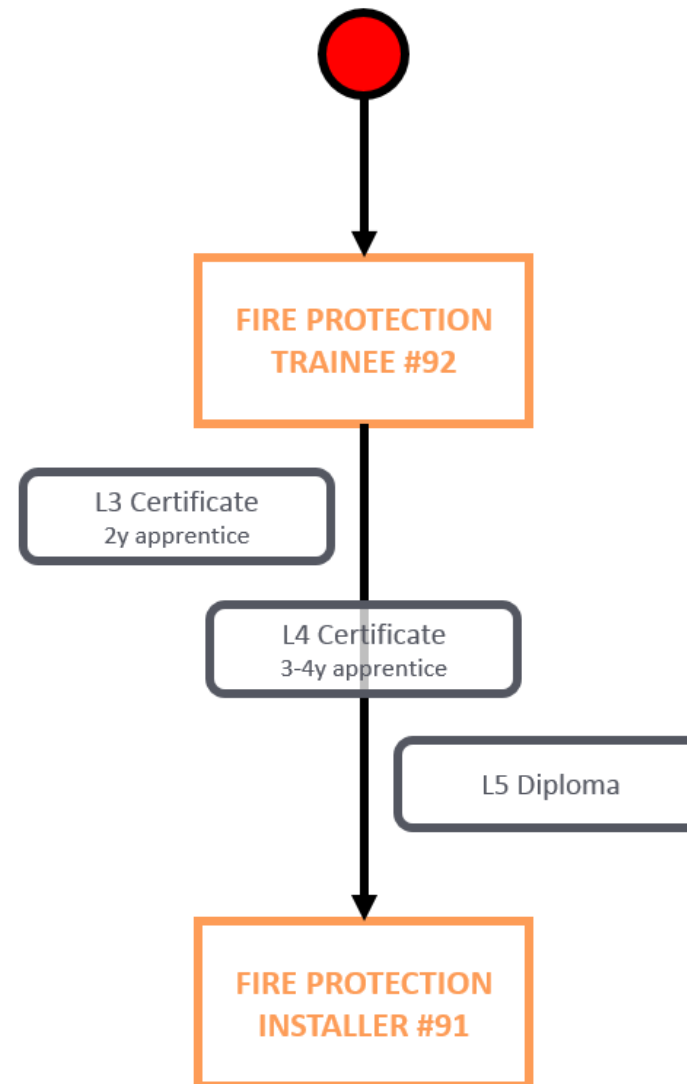 FIRE PROTECTION
TRAINEE #92
L3 Certificate
2y apprentice
L4 Certificate
3-4y apprentice
L5 Diploma
FIRE PROTECTION
INSTALLER #91